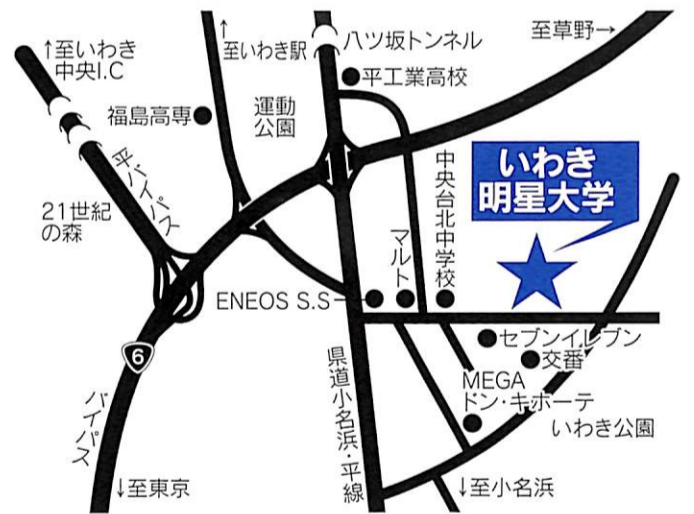 ↑至いわき
中央I.C
↑
至いわき駅
八ツ坂トンネル
至草野→
平工業高校
福島高専
運動
公園
平バイパス
21世紀
の森
中央台北中学校
マルト
いわき
明星大学
ENEOS S.S
6
セブンイレブン
交番
MEGA
ドン・キホーテ
いわき公園
県道小名浜・平線
バイパス
↓至東京
↓至小名浜